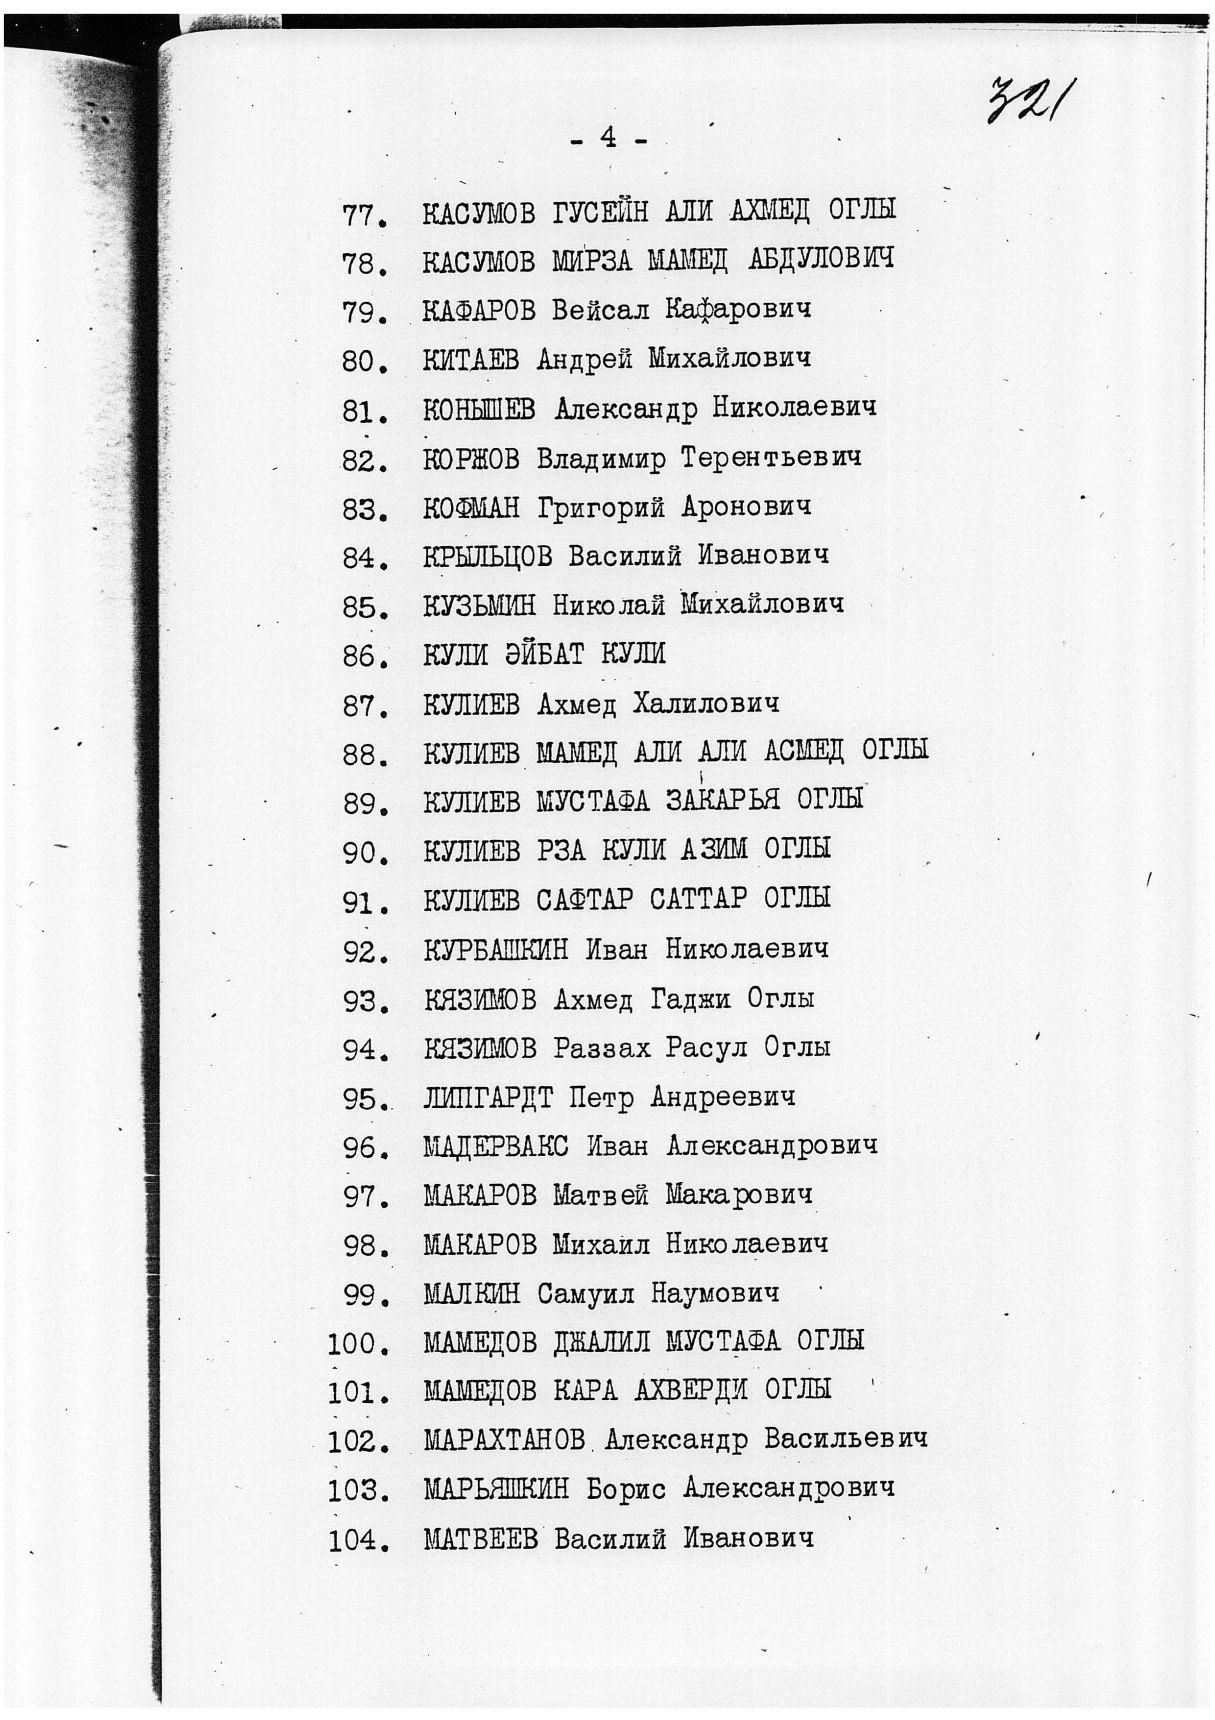 321
- 4 -
77. КАСУМОВ ГУСЕЙН АЛИ АХМЕД ОГЛЫ
78. КАСУМОВ МИРЗА МАМЕД АБДУЛОВИЧ
79. КАФАРОВ Вейсал Кафарович
80. КИТАЕВ Андрей Михайлович
81. КОНЫШЕВ Александр Николаевич
82. КОРЖОВ Владимир Терентьевич
83. КОФМАН Григорий Аронович
84. КРЫЛЬЦОВ Василий Иванович
85. КУЗЬМИН Николай Михайлович
86. КУЛИ ЭЙБАТ КУЛИ
87. КУЛИЕВ Ахмед Халилович
88. КУЛИЕВ МАМЕД АЛИ АЛИ АСМЕД ОГЛЫ
89. КУЛИЕВ МУСТАФА ЗАКАРЬЯ ОГЛЫ
90. КУЛИЕВ РЗА КУЛИ АЗИМ ОГЛЫ
91. КУЛИЕВ САФТАР САТТАР ОГЛЫ
92. КУРБАШКИН Иван Николаевич
93. КЯЗИМОВ Ахмед Гаджи Оглы
94. КЯЗИМОВ Раззах Расул Оглы
95. ЛИПГАРДТ Петр Андреевич
96. МАДЕРВАКС Иван Александрович
97. МАКАРОВ Матвей Макарович
98. МАКАРОВ Михаил Николаевич
99. МАЛКИН Самуил Наумович
100. МАМЕДОВ ДЖАЛИЛ МУСТАФА ОГЛЫ
101. МАМЕДОВ КАРА АХВЕРДИ ОГЛЫ
102. МАРАХТАНОВ Александр Васильевич
103. МАРЬЯШКИН Борис Александрович
104. МАТВЕЕВ Василий Иванович